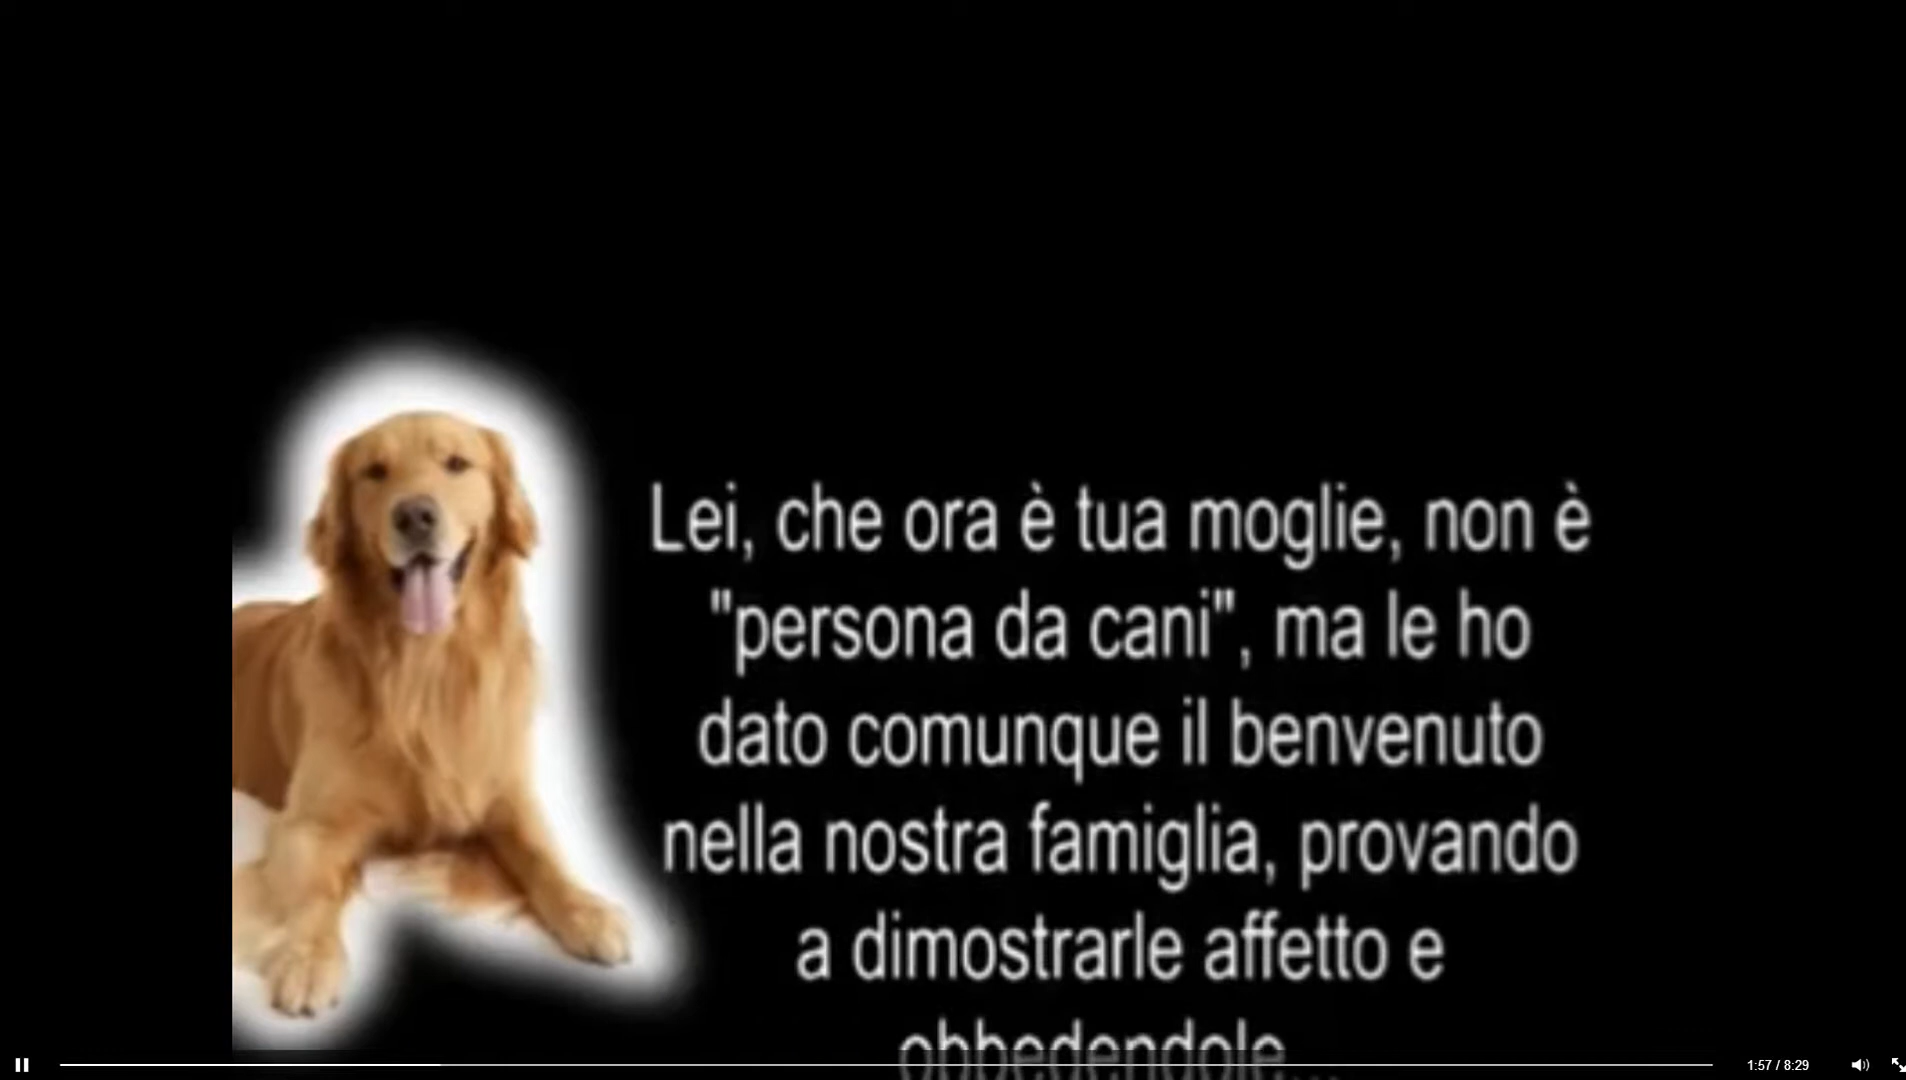 Lei, che ora è tua moglie, non è
"persona da cani", ma le ho
dato comunque il benvenuto
nella nostra famiglia, provando
a dimostrarle affetto e
obbedendole...
1:57 / 8:29